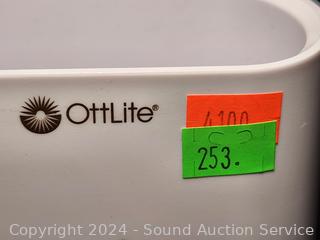 OttLite®
4100
253.
Copyright 2024 - Sound Auction Service